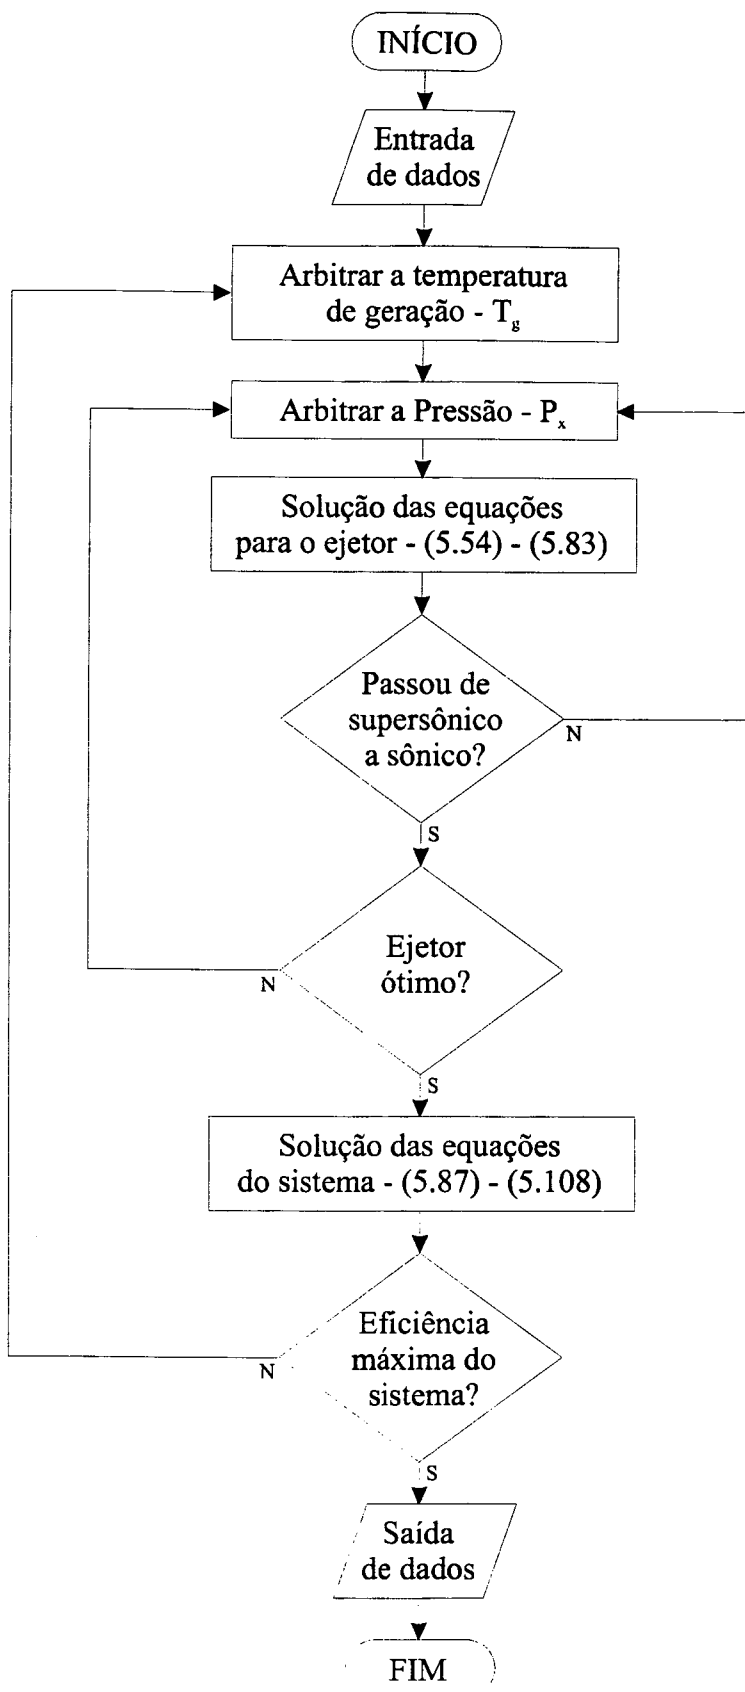 INÍCIO
Entrada
de dados
Arbitrar a temperatura
de geração - Tg
Arbitrar a Pressão - Px
Solução das equações
para o ejetor - (5.54) - (5.83)
Passou de
supersônico
a sônico?
N
S
Ejetor
ótimo?
N
S
Solução das equações
do sistema - (5.87) - (5.108)
Eficiência
máxima do
sistema?
N
S
Saída
de dados
FIM